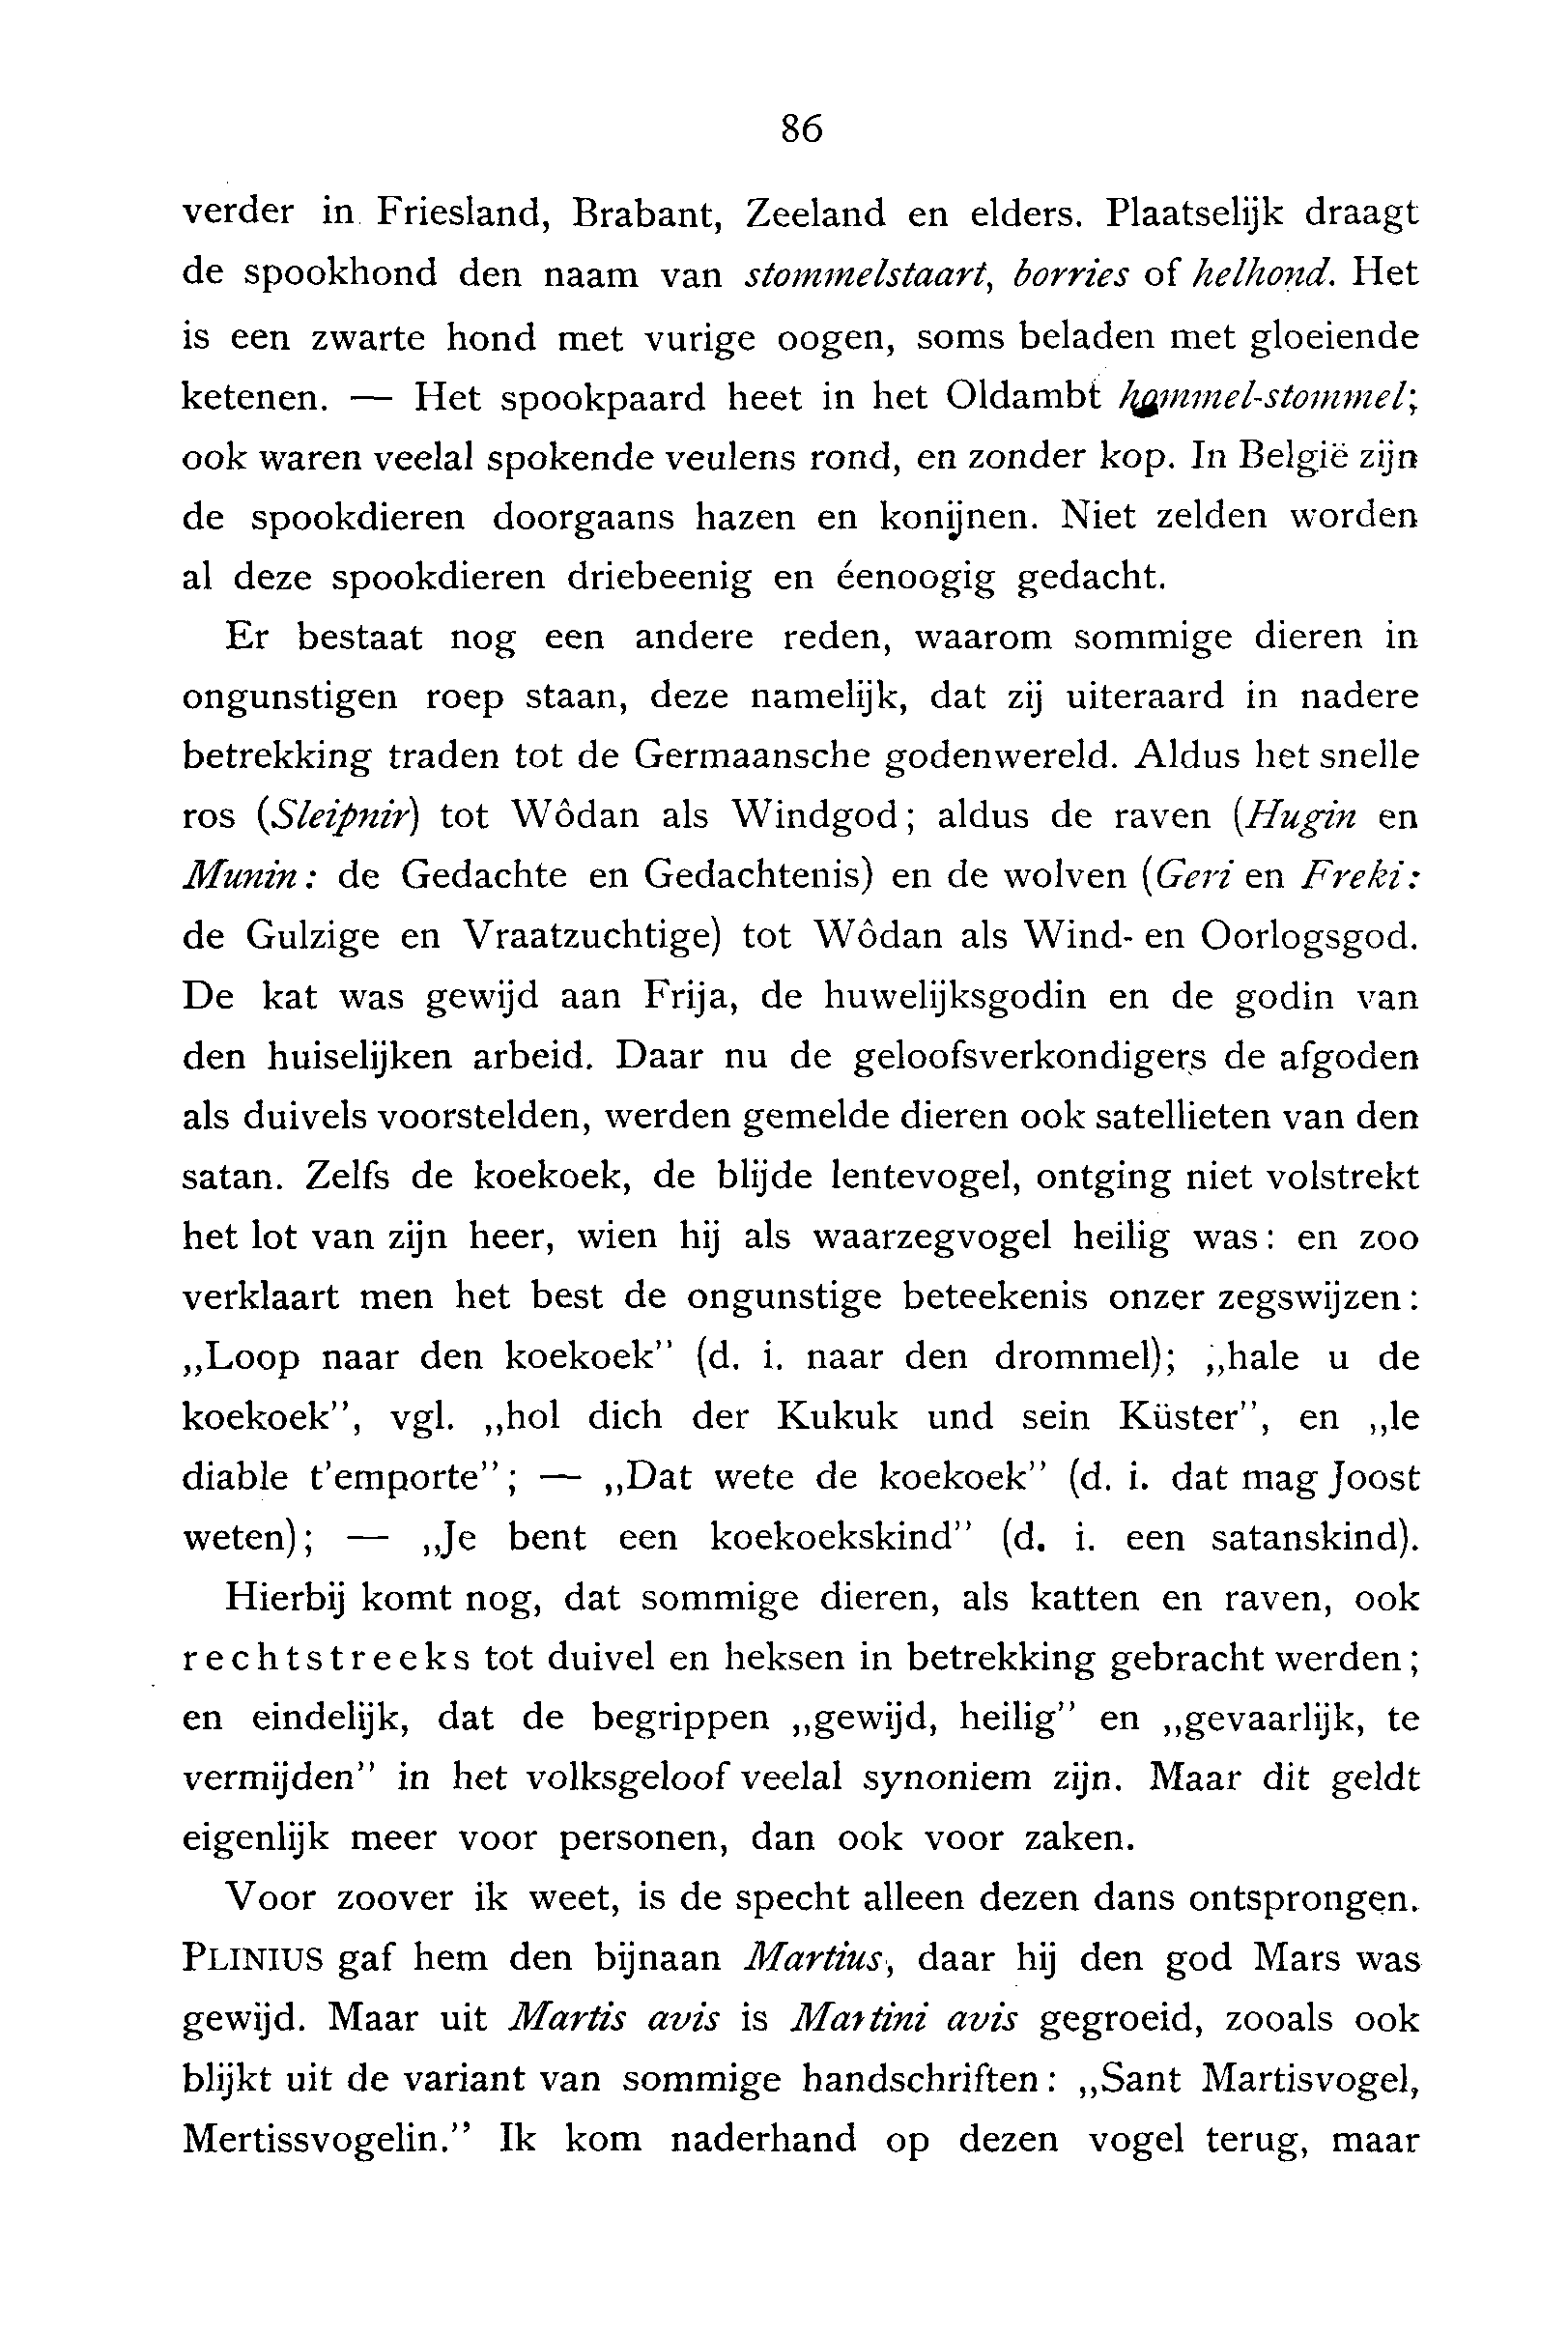 86
verder in Friesland, Brabant, Zeeland en elders. Plaatselijk draagt
de spookhond den naam van stommelstaart, borries of helhond. Het
is een zwarte hond met vurige oogen, soms beladen met gloeiende
ketenen. — Het spookpaard heet in het Oldambt hommel-stommel;
ook waren veelal spokende veulens rond, en zonder kop. In België zijn
de spookdieren doorgaans hazen en konijnen. Niet zelden worden
al deze spookdieren driebeenig en éenoogig gedacht.
Er bestaat nog een andere reden, waarom sommige dieren in
ongunstigen roep staan, deze namelijk, dat zij uiteraard in nadere
betrekking traden tot de Germaansche godenwereld. Aldus het snelle
ros (Sleipnir) tot Wôdan als Windgod; aldus de raven (Hugin en
Munin: de Gedachte en Gedachtenis) en de wolven (Geri en Freki:
de Gulzige en Vraatzuchtige) tot Wôdan als Wind- en Oorlogsgod.
De kat was gewijd aan Frija, de huwelijksgodin en de godin van
den huiselijken arbeid. Daar nu de geloofsverkondigers de afgoden
als duivels voorstelden, werden gemelde dieren ook satellieten van den
satan. Zelfs de koekoek, de blijde lentevogel, ontging niet volstrekt
het lot van zijn heer, wien hij als waarzegvogel heilig was: en zoo
verklaart men het best de ongunstige beteekenis onzer zegswijzen:
„Loop naar den koekoek” (d. i. naar den drommel); „hale u de
koekoek”, vgl. „hol dich der Kukuk und sein Küster”, en „le
diable t'emporte”; — „Dat wete de koekoek” (d. i. dat mag Joost
weten); — „Je bent een koekoekskind” (d. i. een satanskind).
Hierbij komt nog, dat sommige dieren, als katten en raven, ook
rechtstreeks tot duivel en heksen in betrekking gebracht werden;
en eindelijk, dat de begrippen „gewijd, heilig” en „gevaarlijk, te
vermijden” in het volksgeloof veelal synoniem zijn. Maar dit geldt
eigenlijk meer voor personen, dan ook voor zaken.
Voor zoover ik weet, is de specht alleen dezen dans ontsprongen.
PLINIUS gaf hem den bijnaan Martius, daar hij den god Mars was
gewijd. Maar uit Martis avis is Martini avis gegroeid, zooals ook
blijkt uit de variant van sommige handschriften: „Sant Martisvogel,
Mertissvogelin.” Ik kom naderhand op dezen vogel terug, maar